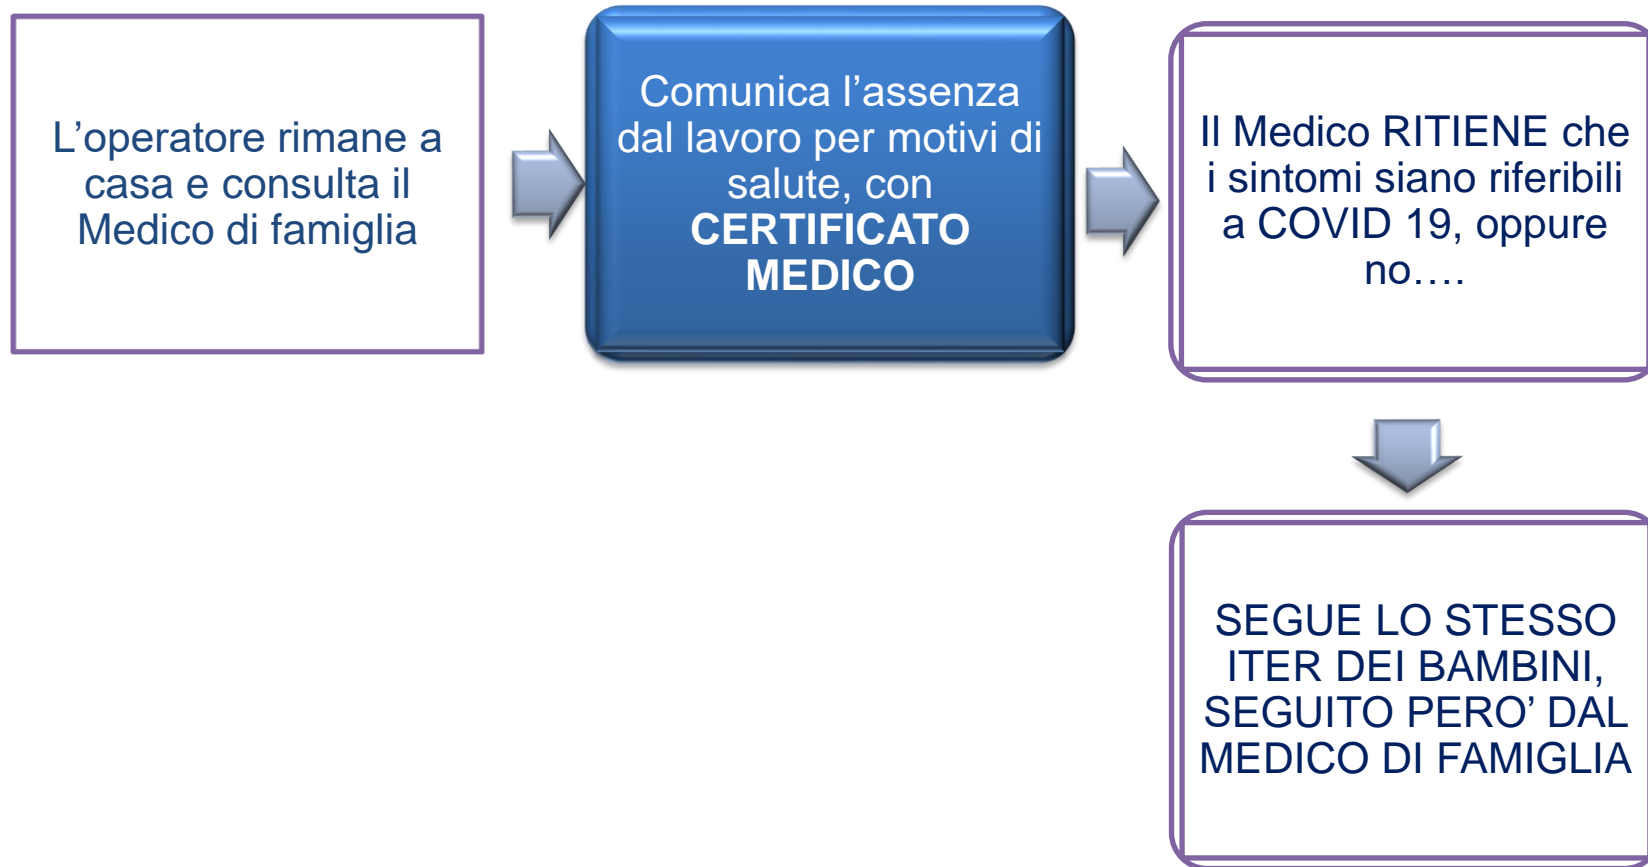 L’operatore rimane a
casa e consulta il
Medico di famiglia
Comunica l’assenza
dal lavoro per motivi di
salute, con
CERTIFICATO
MEDICO
Il Medico RITIENE che
i sintomi siano riferibili
a COVID 19, oppure
no….
SEGUE LO STESSO
ITER DEI BAMBINI,
SEGUITO PERO’ DAL
MEDICO DI FAMIGLIA